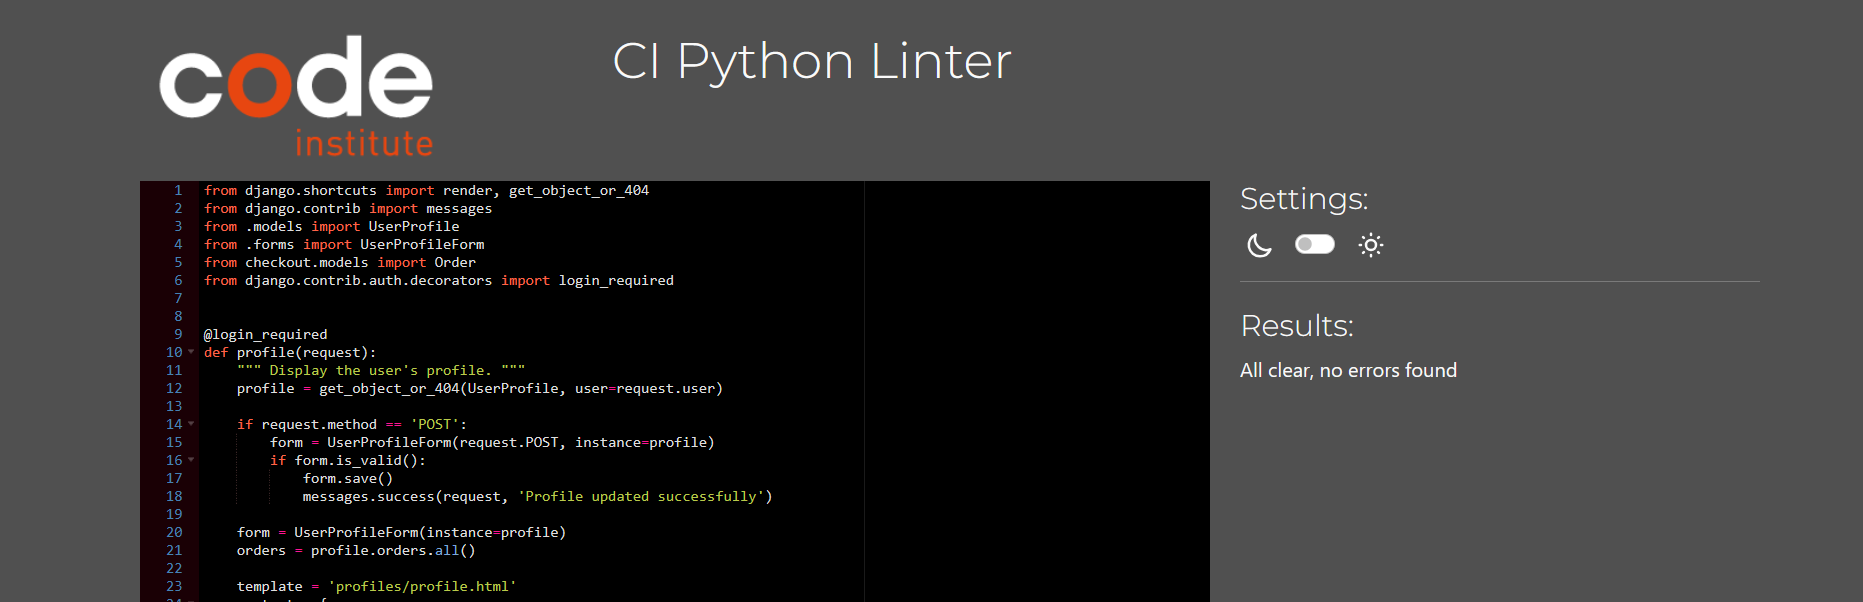 code
institute
CI Python Linter
1 from django.shortcuts import render, get_object_or_404
2 from django.contrib import messages
3 from .models import UserProfile
4 from .forms import UserProfileForm
5 from checkout.models import Order
6 from django.contrib.auth.decorators import login_required
7
8
9 @login_required
10 def profile(request):
11     """ Display the user's profile. """
12     profile = get_object_or_404(UserProfile, user=request.user)
13
14     if request.method == 'POST':
15         form = UserProfileForm(request.POST, instance=profile)
16         if form.is_valid():
17             form.save()
18             messages.success(request, 'Profile updated successfully')
19
20     form = UserProfileForm(instance=profile)
21     orders = profile.orders.all()
22
23     template = 'profiles/profile.html'
Settings:
Results:
All clear, no errors found